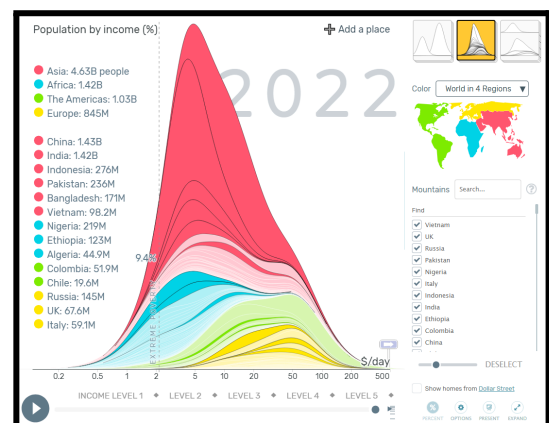 Population by income (%)
Add a place
2022
Asia: 4.63B people
Africa: 1.42B
The Americas: 1.03B
Europe: 845M
China: 1.43B
India: 1.42B
Indonesia: 276M
Pakistan: 236M
Bangladesh: 171M
Vietnam: 98.2M
Nigeria: 219M
Ethiopia: 123M
Algeria: 44.9M
Colombia: 51.9M
Chile: 19.6M
Russia: 145M
UK: 67.6M
Italy: 59.1M
9.4%
EXTREME POVERTY
$/day
0.2 0.5 1 2 5 10 20 50 100 200 500
INCOME LEVEL 1 LEVEL 2 LEVEL 3 LEVEL 4 LEVEL 5
Color World in 4 Regions
Mountains Search...
Find
Vietnam
UK
Russia
Pakistan
Nigeria
Italy
Indonesia
India
Ethiopia
Colombia
China
DESELECT
Show homes from Dollar Street
PERCENT OPTIONS PRESENT EXPAND